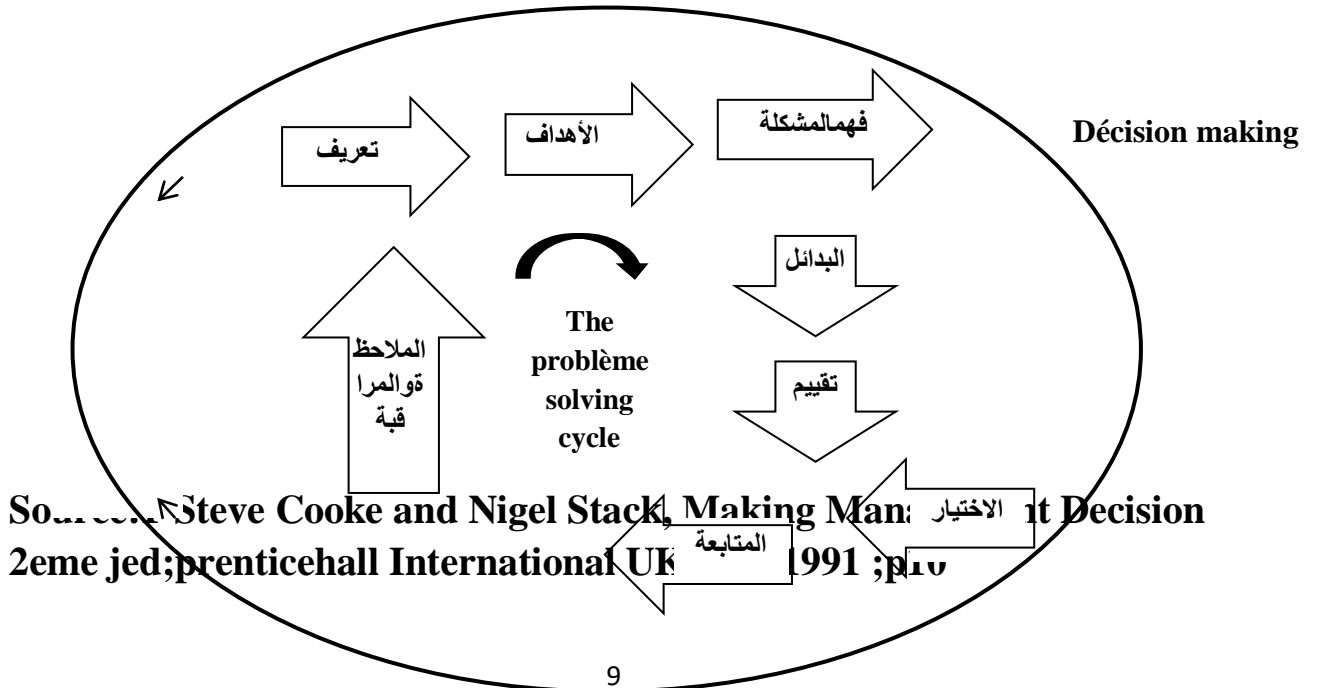 تعريف
الأهداف
فهمالمشكلة
Décision making
البدائل
تقييم
The
problème
solving
cycle
الملاحظ
ةوالمرا
قبة
الاختيار
المتابعة
Steve Cooke and Nigel Stack, Making Decision
2eme jed;prenticehall International 1991
9